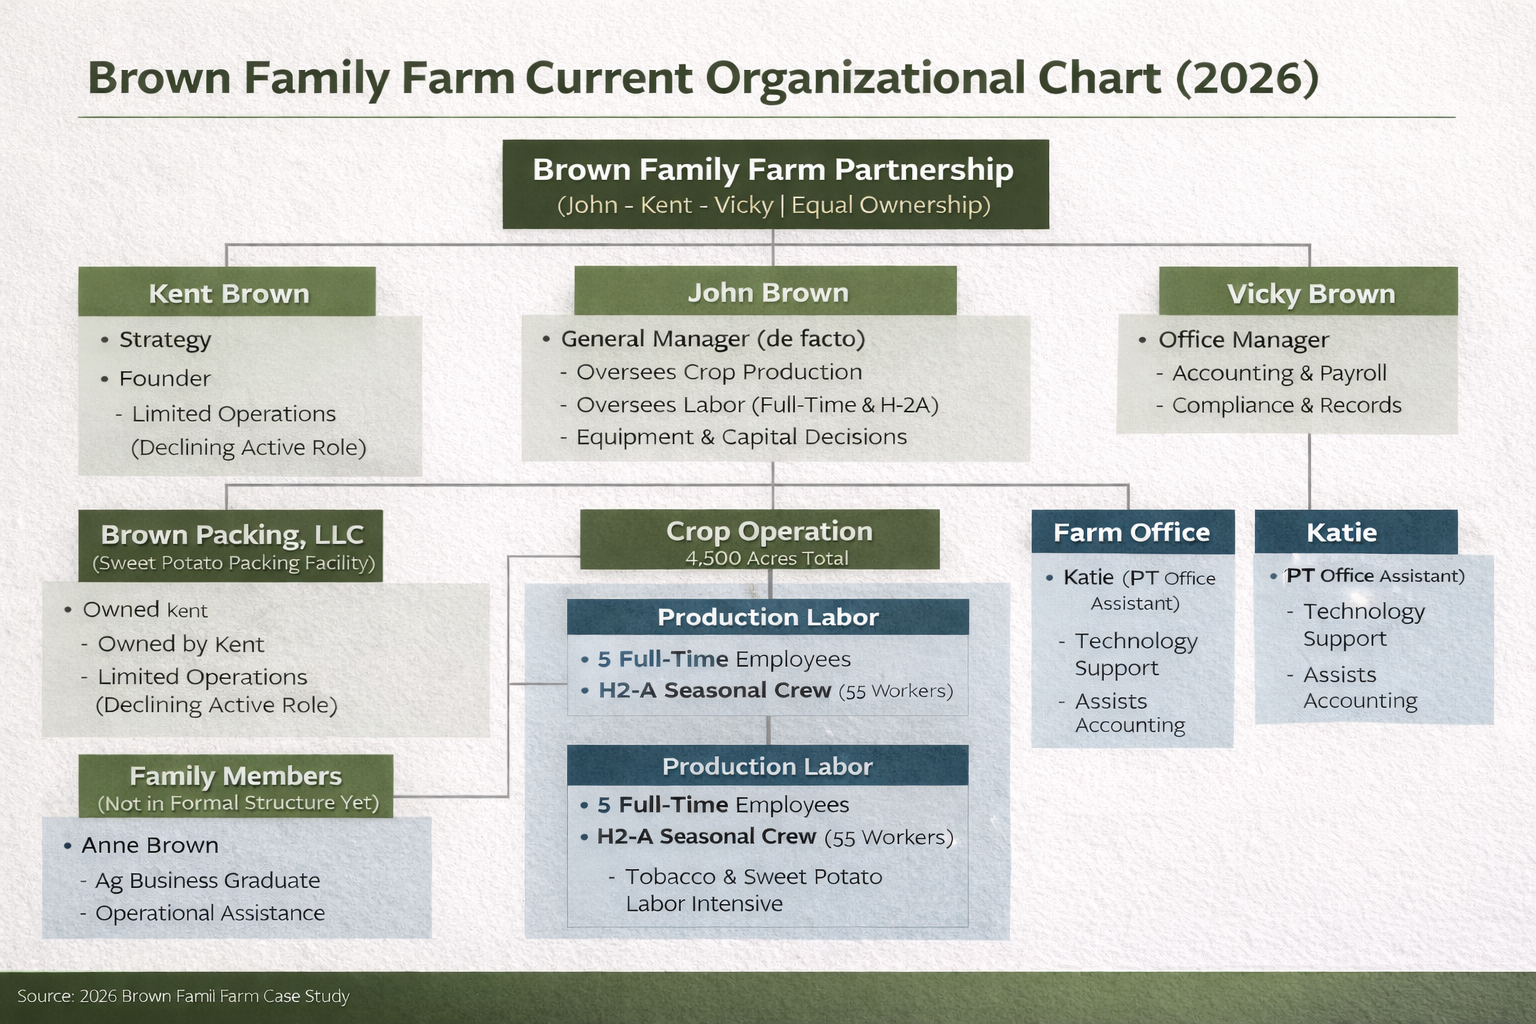 Brown Family Farm Current Organizational Chart (2026)
Brown Family Farm Partnership
(John - Kent - Vicky | Equal Ownership)
Kent Brown
• Strategy
• Founder
- Limited Operations
(Declining Active Role)
John Brown
• General Manager (de facto)
- Oversees Crop Production
- Oversees Labor (Full-Time & H-2A)
- Equipment & Capital Decisions
Vicky Brown
• Office Manager
- Accounting & Payroll
- Compliance & Records
Brown Packing, LLC
(Sweet Potato Packing Facility)
• Owned kent
- Owned by Kent
- Limited Operations
(Declining Active Role)
Crop Operation
4,500 Acres Total
Production Labor
• 5 Full-Time Employees
• H2-A Seasonal Crew (55 Workers)
Production Labor
• 5 Full-Time Employees
• H2-A Seasonal Crew (55 Workers)
- Tobacco & Sweet Potato
Labor Intensive
Farm Office
• Katie (PT Office
Assistant)
- Technology
Support
- Assists
Accounting
Katie
• PT Office Assistant)
- Technology
Support
- Assists
Accounting
Family Members
(Not in Formal Structure Yet)
• Anne Brown
- Ag Business Graduate
- Operational Assistance
Source: 2026 Brown Famil Farm Case Study